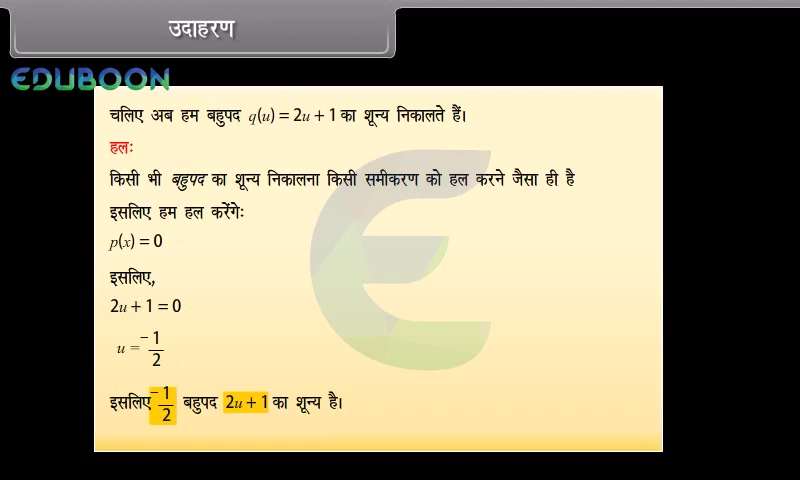 उदाहरण
EDUBOON
चलिए अब हम बहुपद q(u) = 2u + 1 का शून्य निकालते हैं।
हलः
किसी भी बहुपद का शून्य निकालना किसी समीकरण को हल करने जैसा ही है
इसलिए हम हल करेंगेः
p(x) = 0
इसलिए,
2u + 1 = 0
u = −1/2
इसलिए −1/2 बहुपद 2u + 1 का शून्य है।